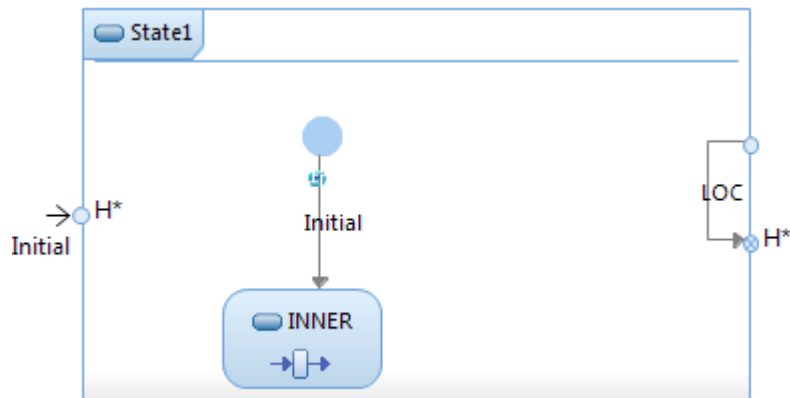 State1
H*
Initial
Initial
LOC
H*
INNER